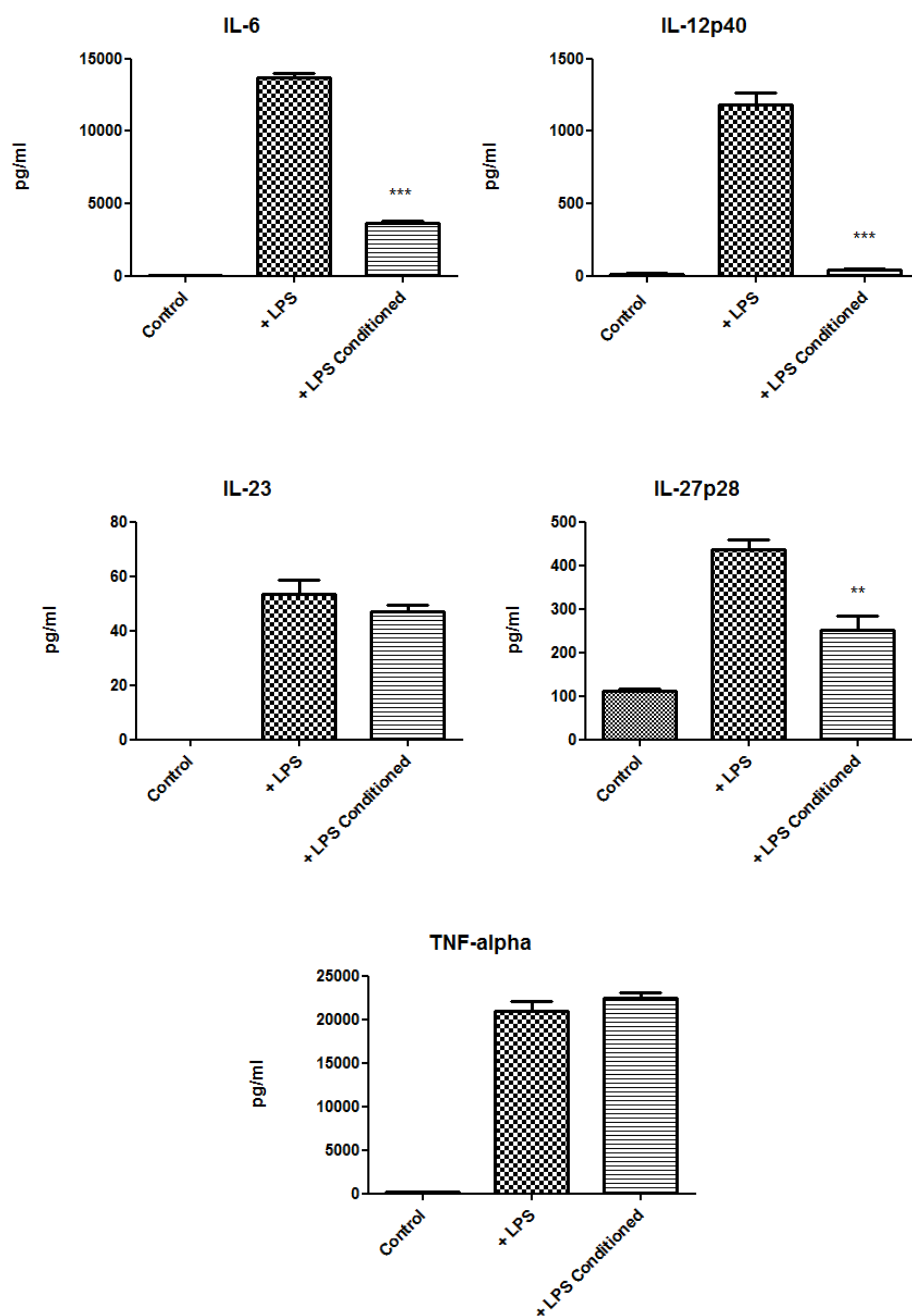 IL-6
15000
10000
5000
0
pg/ml
***
Control
+ LPS
+ LPS Conditioned
IL-12p40
1500
1000
500
0
pg/ml
***
Control
+ LPS
+ LPS Conditioned
IL-23
80
60
40
20
0
pg/ml
Control
+ LPS
+ LPS Conditioned
IL-27p28
500
400
300
200
100
0
pg/ml
**
Control
+ LPS
+ LPS Conditioned
TNF-alpha
25000
20000
15000
10000
5000
0
pg/ml
Control
+ LPS
+ LPS Conditioned